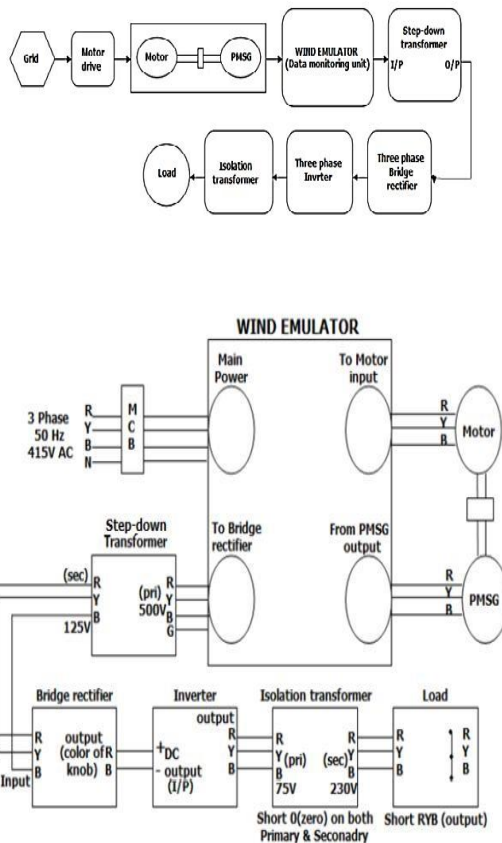 Grid
Motor
drive
Motor
PMSG
WIND EMULATOR
(Data monitoring unit)
Step-down
transformer
I/P O/P
Load
Isolation
transformer
Three phase
Invrter
Three phase
Bridge
rectifier
WIND EMULATOR
Main
Power
To Motor
input
3 Phase
50 Hz
415V AC
R
Y
B
N
M
C
B
R
Y
B
Motor
Step-down
Transformer
To Bridge
rectifier
From PMSG
output
(sec)
R
Y
B
125V
(pri)
500V
R
Y
B
G
R
Y
B
PMSG
Bridge rectifier
Inverter
Isolation transformer
Load
Input
R
Y
B
output
(color of
knob)
R
B
output
+DC
- output
(I/P)
R
Y
B
R
Y (pri)
B
75V
R
(sec) Y
B
230V
R
Y
B
R
Y
B
Short 0(zero) on both
Primary & Seconadry
Short RYB (output)